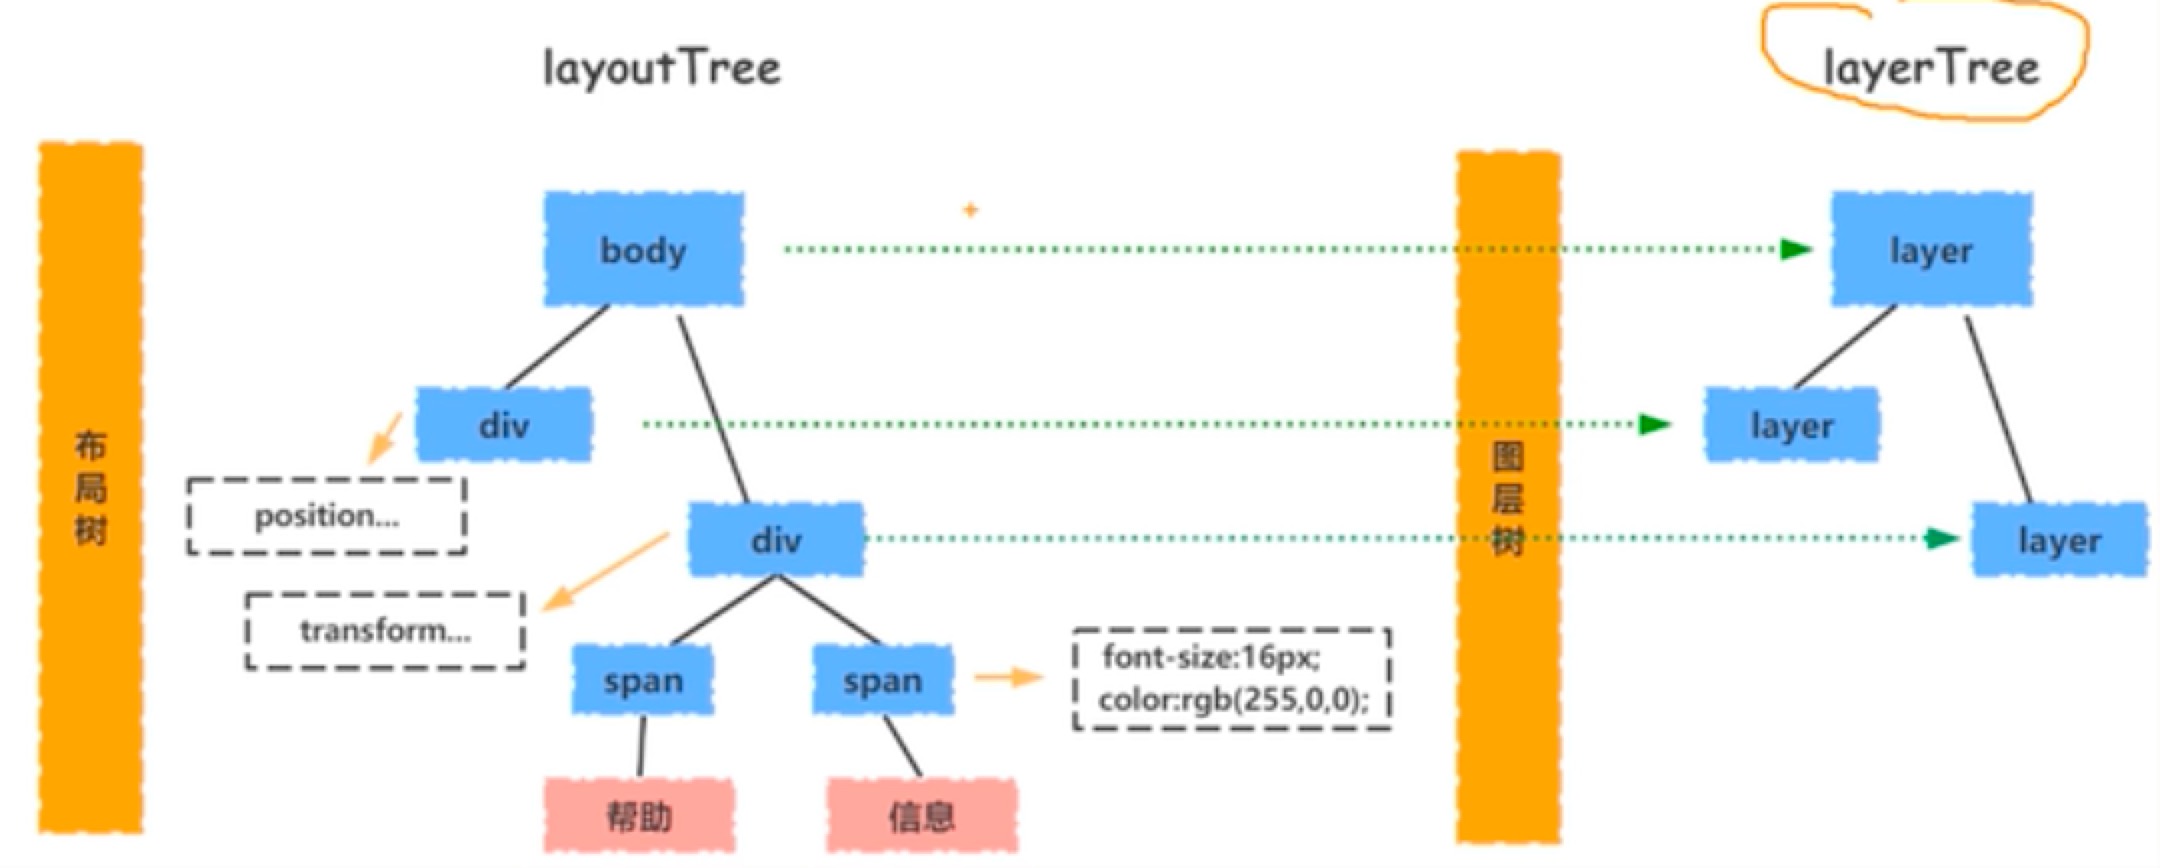 layoutTree
layerTree
布局树
body
layer
div
layer
图层树
position...
div
layer
transform...
span
span
font-size:16px;
color:rgb(255,0,0);
帮助
信息